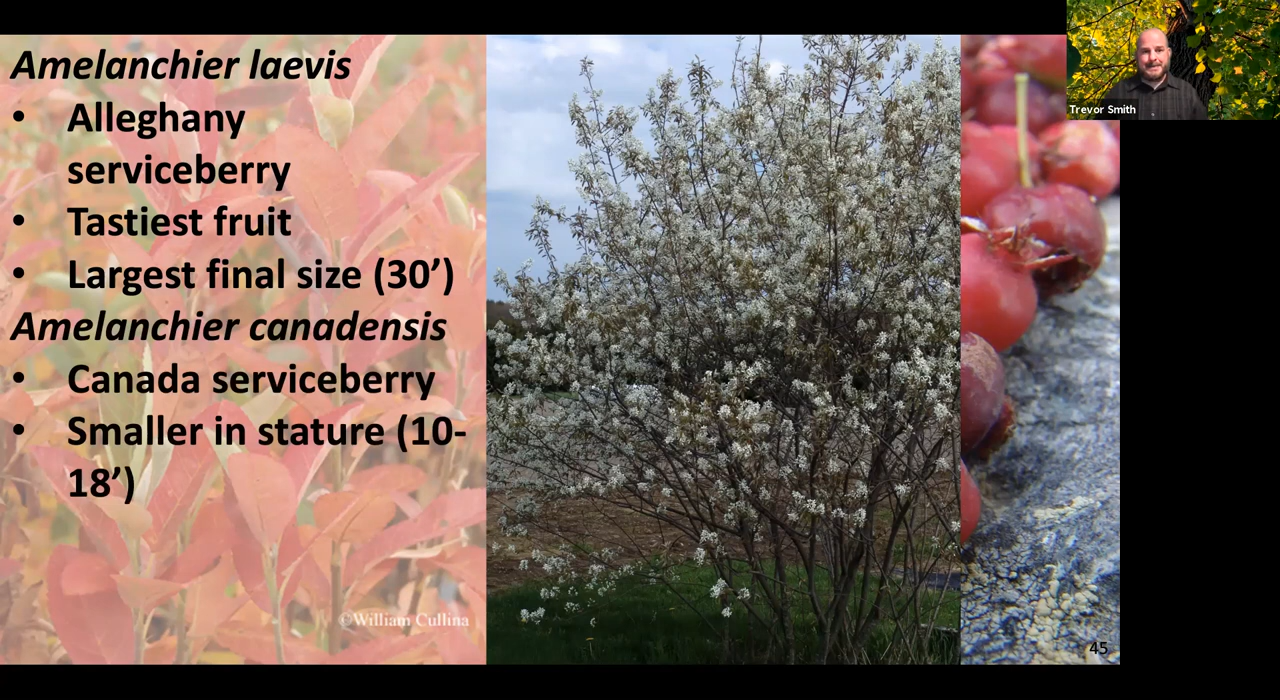 Amelanchier laevis
• Alleghany
serviceberry
• Tastiest fruit
• Largest final size (30’)
Amelanchier canadensis
• Canada serviceberry
• Smaller in stature (10-
18’)
©William Cullina
45
Trevor Smith